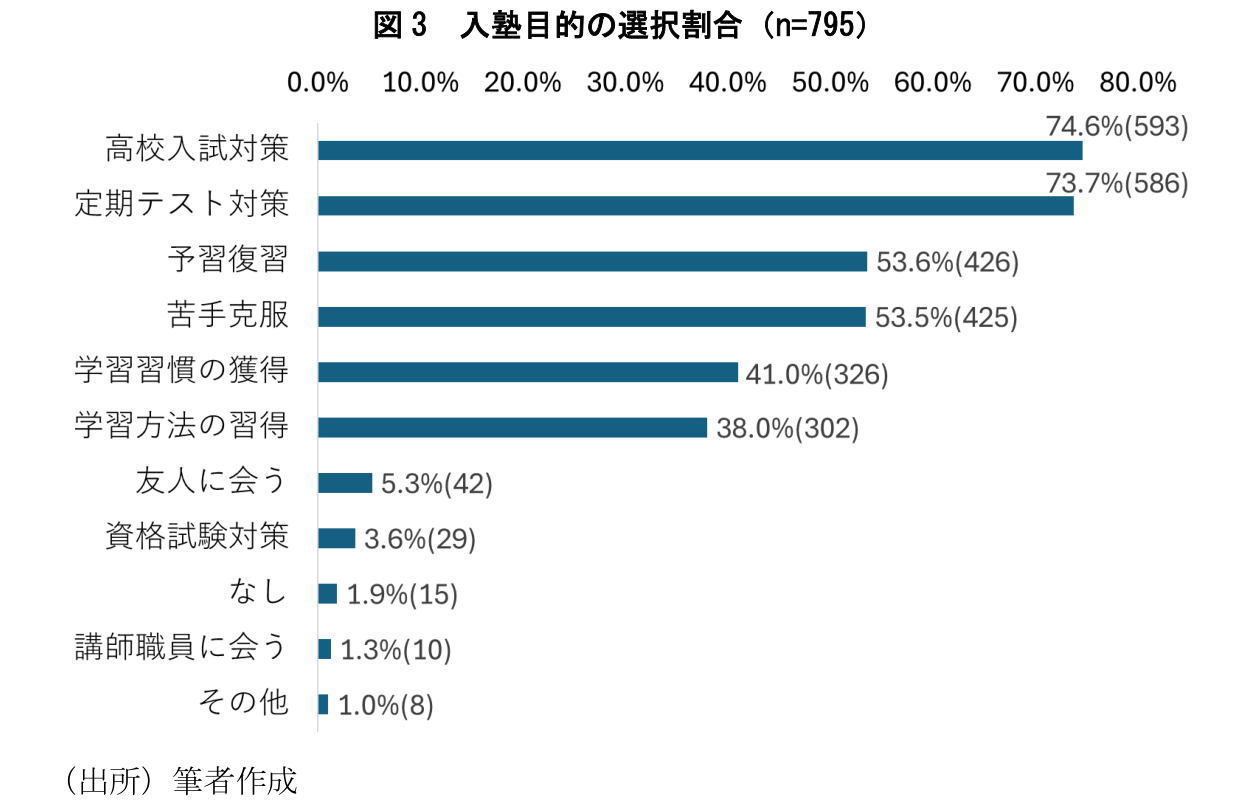 図3　入塾目的の選択割合（n=795）
0.0% 10.0% 20.0% 30.0% 40.0% 50.0% 60.0% 70.0% 80.0%
高校入試対策 74.6%(593)
定期テスト対策 73.7%(586)
予習復習 53.6%(426)
苦手克服 53.5%(425)
学習習慣の獲得 41.0%(326)
学習方法の習得 38.0%(302)
友人に会う 5.3%(42)
資格試験対策 3.6%(29)
なし 1.9%(15)
講師職員に会う 1.3%(10)
その他 1.0%(8)
（出所）筆者作成